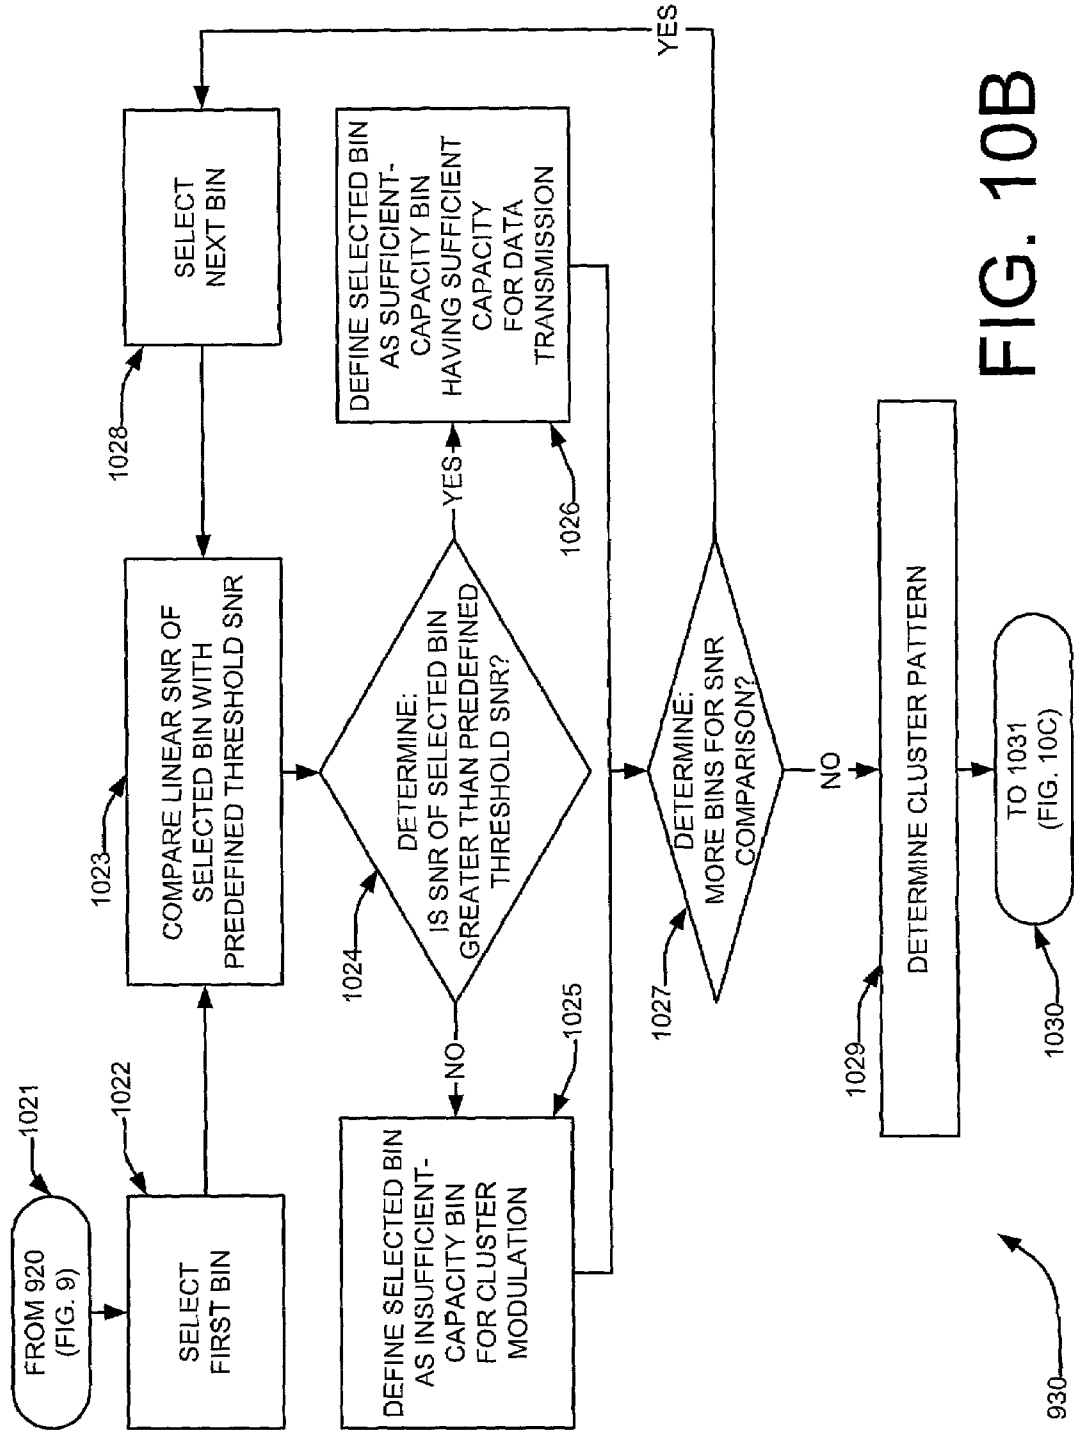 FROM 920
(FIG. 9)
1021
SELECT
FIRST BIN
1022
COMPARE LINEAR SNR OF
SELECTED BIN WITH
PREDEFINED THRESHOLD SNR
1023
SELECT
NEXT BIN
1028
DETERMINE:
IS SNR OF SELECTED BIN
GREATER THAN PREDEFINED
THRESHOLD SNR?
1024
NO
YES
DEFINE SELECTED BIN
AS INSUFFICIENT-
CAPACITY BIN
FOR CLUSTER
MODULATION
1025
DEFINE SELECTED BIN
AS SUFFICIENT-
CAPACITY BIN
HAVING SUFFICIENT
CAPACITY
FOR DATA
TRANSMISSION
1026
DETERMINE:
MORE BINS FOR SNR
COMPARISON?
1027
YES
NO
DETERMINE CLUSTER PATTERN
1029
TO 1031
(FIG. 10C)
1030
930
FIG. 10B